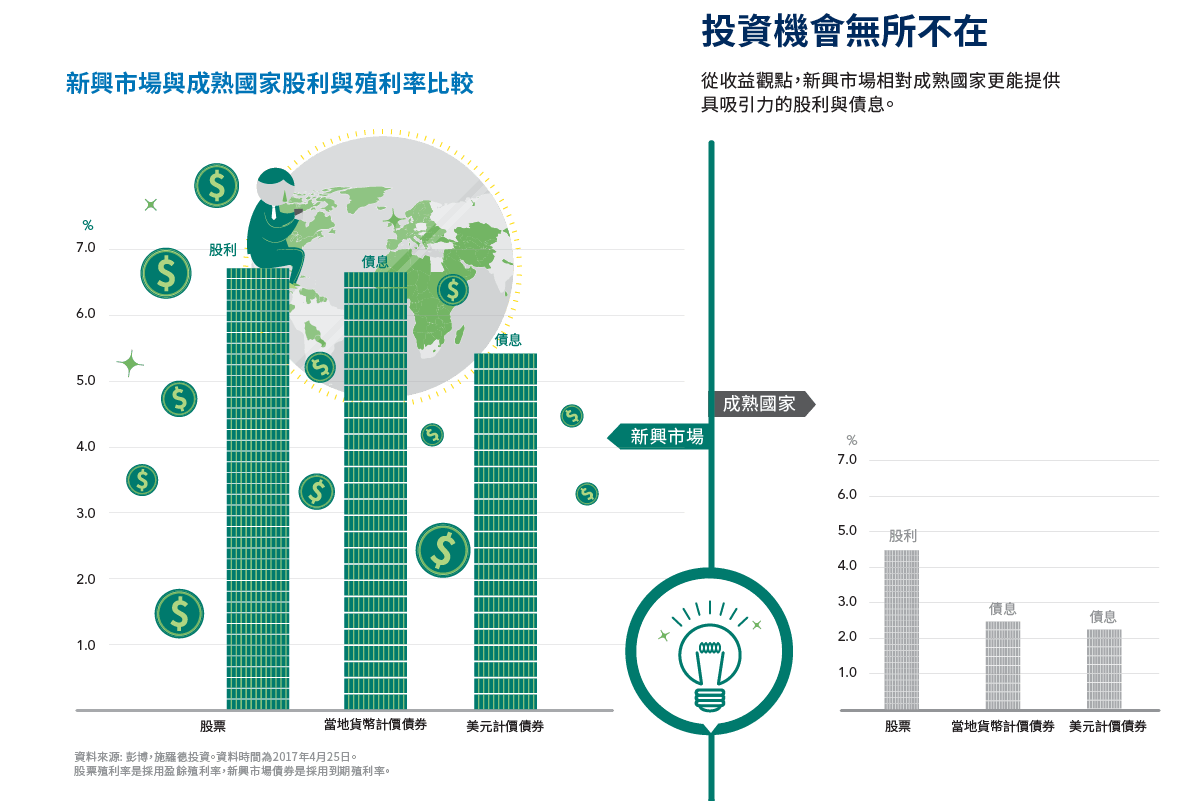 投資機會無所不在
新興市場與成熟國家股利與殖利率比較
從收益觀點，新興市場相對成熟國家更能提供
具吸引力的股利與債息。
%
7.0
6.0
5.0
4.0
3.0
2.0
1.0
股利
債息
債息
股票
當地貨幣計價債券
美元計價債券
成熟國家
新興市場
%
7.0
6.0
5.0
4.0
3.0
2.0
1.0
股利
債息
債息
股票
當地貨幣計價債券
美元計價債券
資料來源: 彭博，施羅德投資。資料時間為2017年4月25日。
股票殖利率是採用盈餘殖利率，新興市場債券是採用到期殖利率。